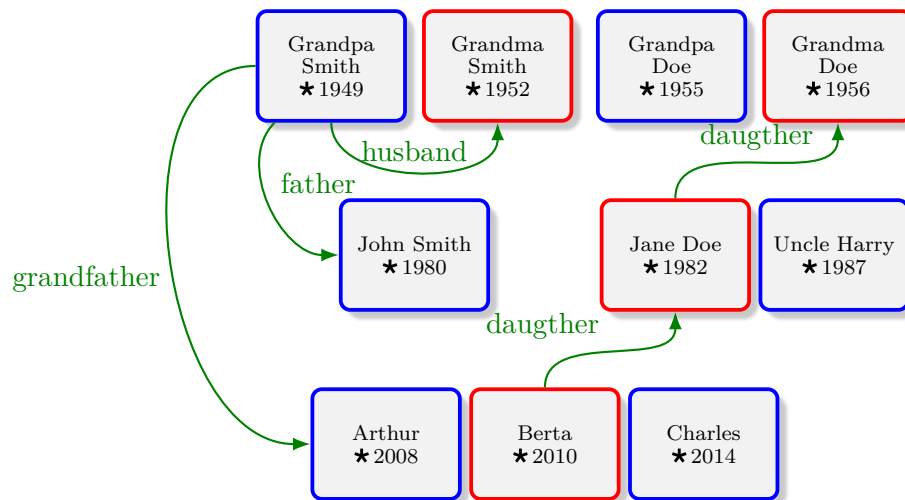 Grandpa
Smith
★1949
Grandma
Smith
★1952
Grandpa
Doe
★1955
Grandma
Doe
★1956
husband
daugther
father
John Smith
★1980
Jane Doe
★1982
Uncle Harry
★1987
grandfather
daugther
Arthur
★2008
Berta
★2010
Charles
★2014